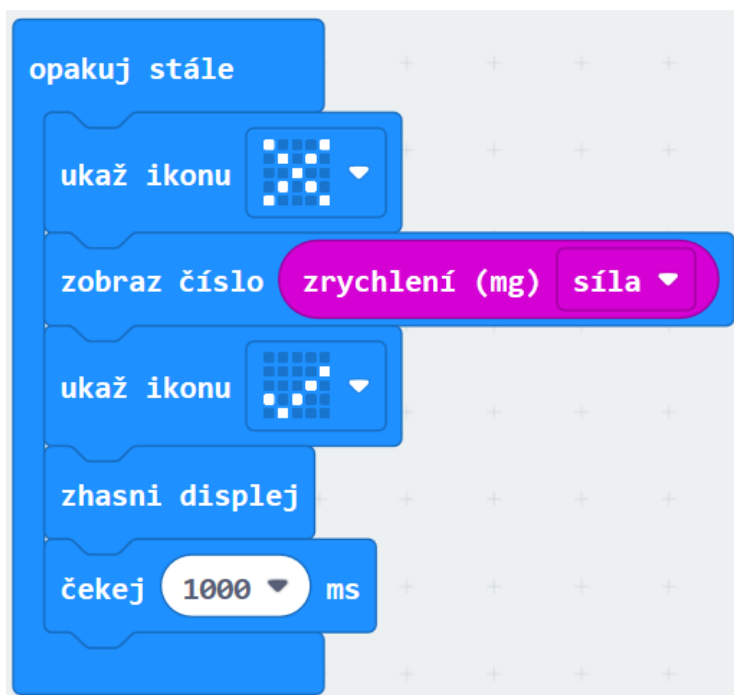 opakuj stále
ukaž ikonu
zobraz číslo zrychlení (mg) síla
ukaž ikonu
zhasni displej
čekej 1000 ms